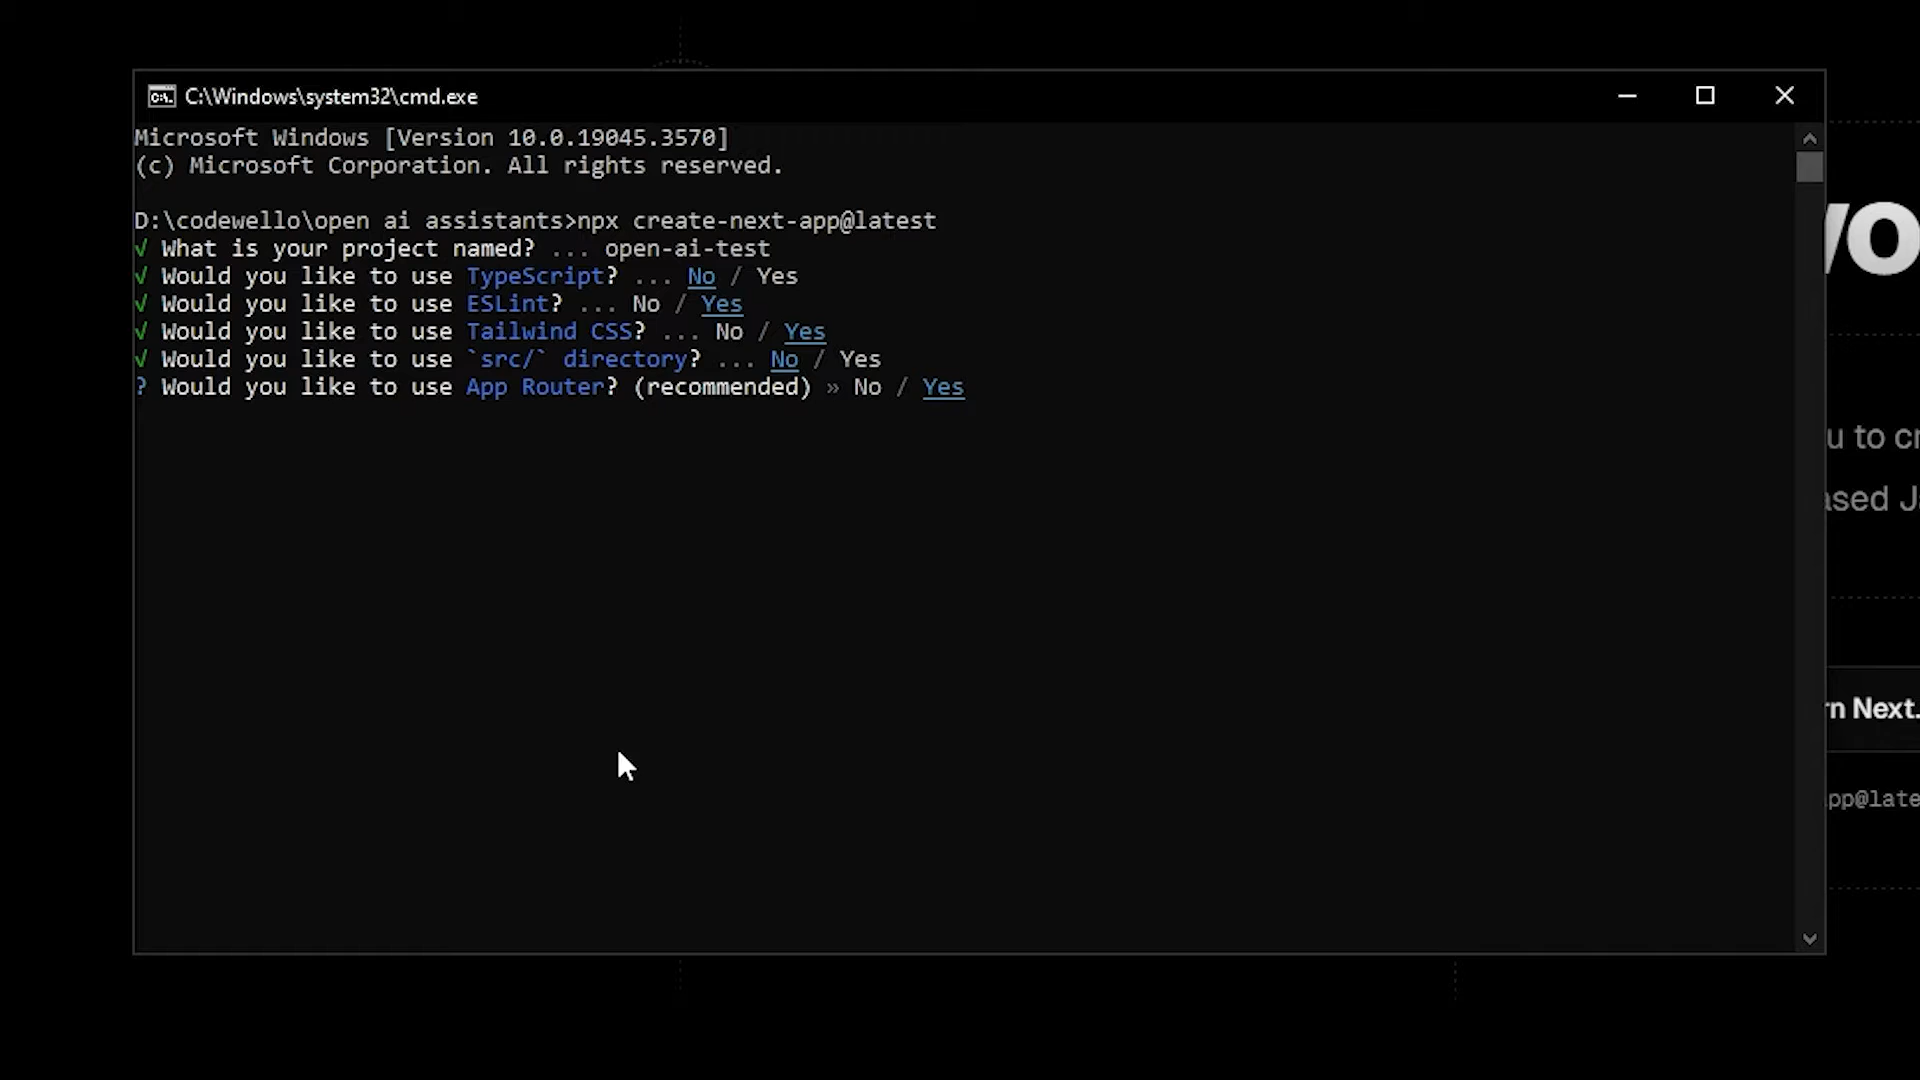 C:\Windows\system32\cmd.exe
Microsoft Windows [Version 10.0.19045.3570]
(c) Microsoft Corporation. All rights reserved.
D:\codewello\open ai assistants>npx create-next-app@latest
√ What is your project named? ... open-ai-test
√ Would you like to use TypeScript? ... No / Yes
√ Would you like to use ESLint? ... No / Yes
√ Would you like to use Tailwind CSS? ... No / Yes
√ Would you like to use `src/` directory? ... No / Yes
? Would you like to use App Router? (recommended) » No / Yes
to
Next.